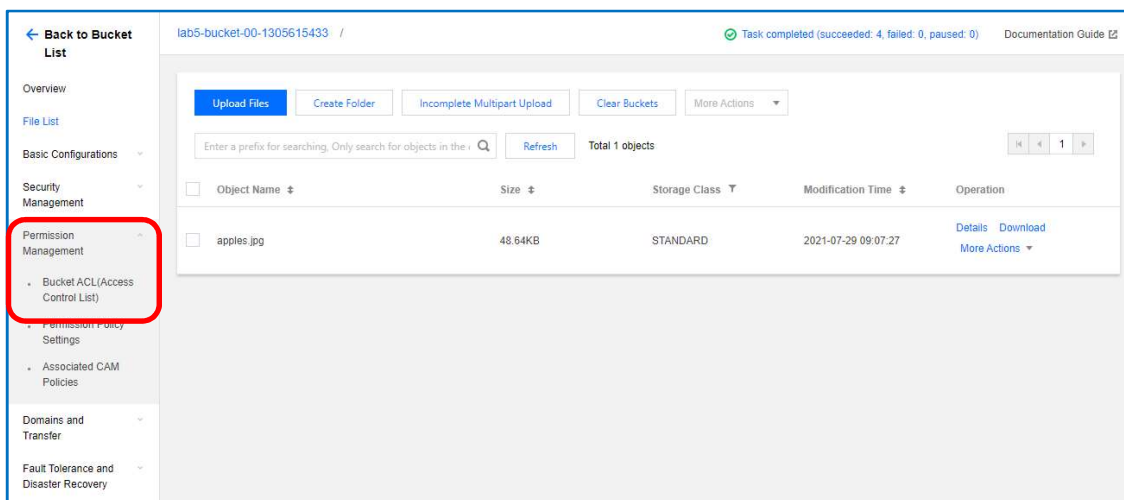 Back to Bucket
List
lab5-bucket-00-1305615433 /
Task completed (succeeded: 4, failed: 0, paused: 0)
Documentation Guide
Overview
File List
Basic Configurations
Security
Management
Permission
Management
Bucket ACL(Access
Control List)
Permission Policy
Settings
Associated CAM
Policies
Domains and
Transfer
Fault Tolerance and
Disaster Recovery
Upload Files Create Folder Incomplete Multipart Upload Clear Buckets More Actions
Enter a prefix for searching, Only search for objects in the Refresh Total 1 objects 1
Object Name Size Storage Class Modification Time Operation
apples.jpg 48.64KB STANDARD 2021-07-29 09:07:27 Details Download
More Actions